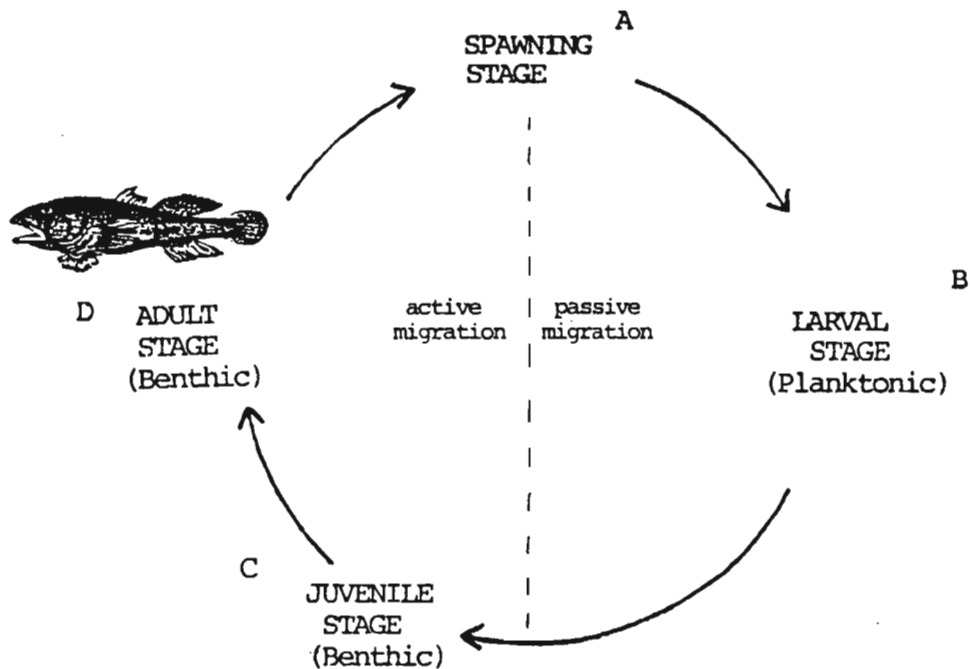 A
SPAWNING
STAGE
B
LARVAL
STAGE
(Planktonic)
active
migration
passive
migration
D
ADULT
STAGE
(Benthic)
C
JUVENILE
STAGE
(Benthic)